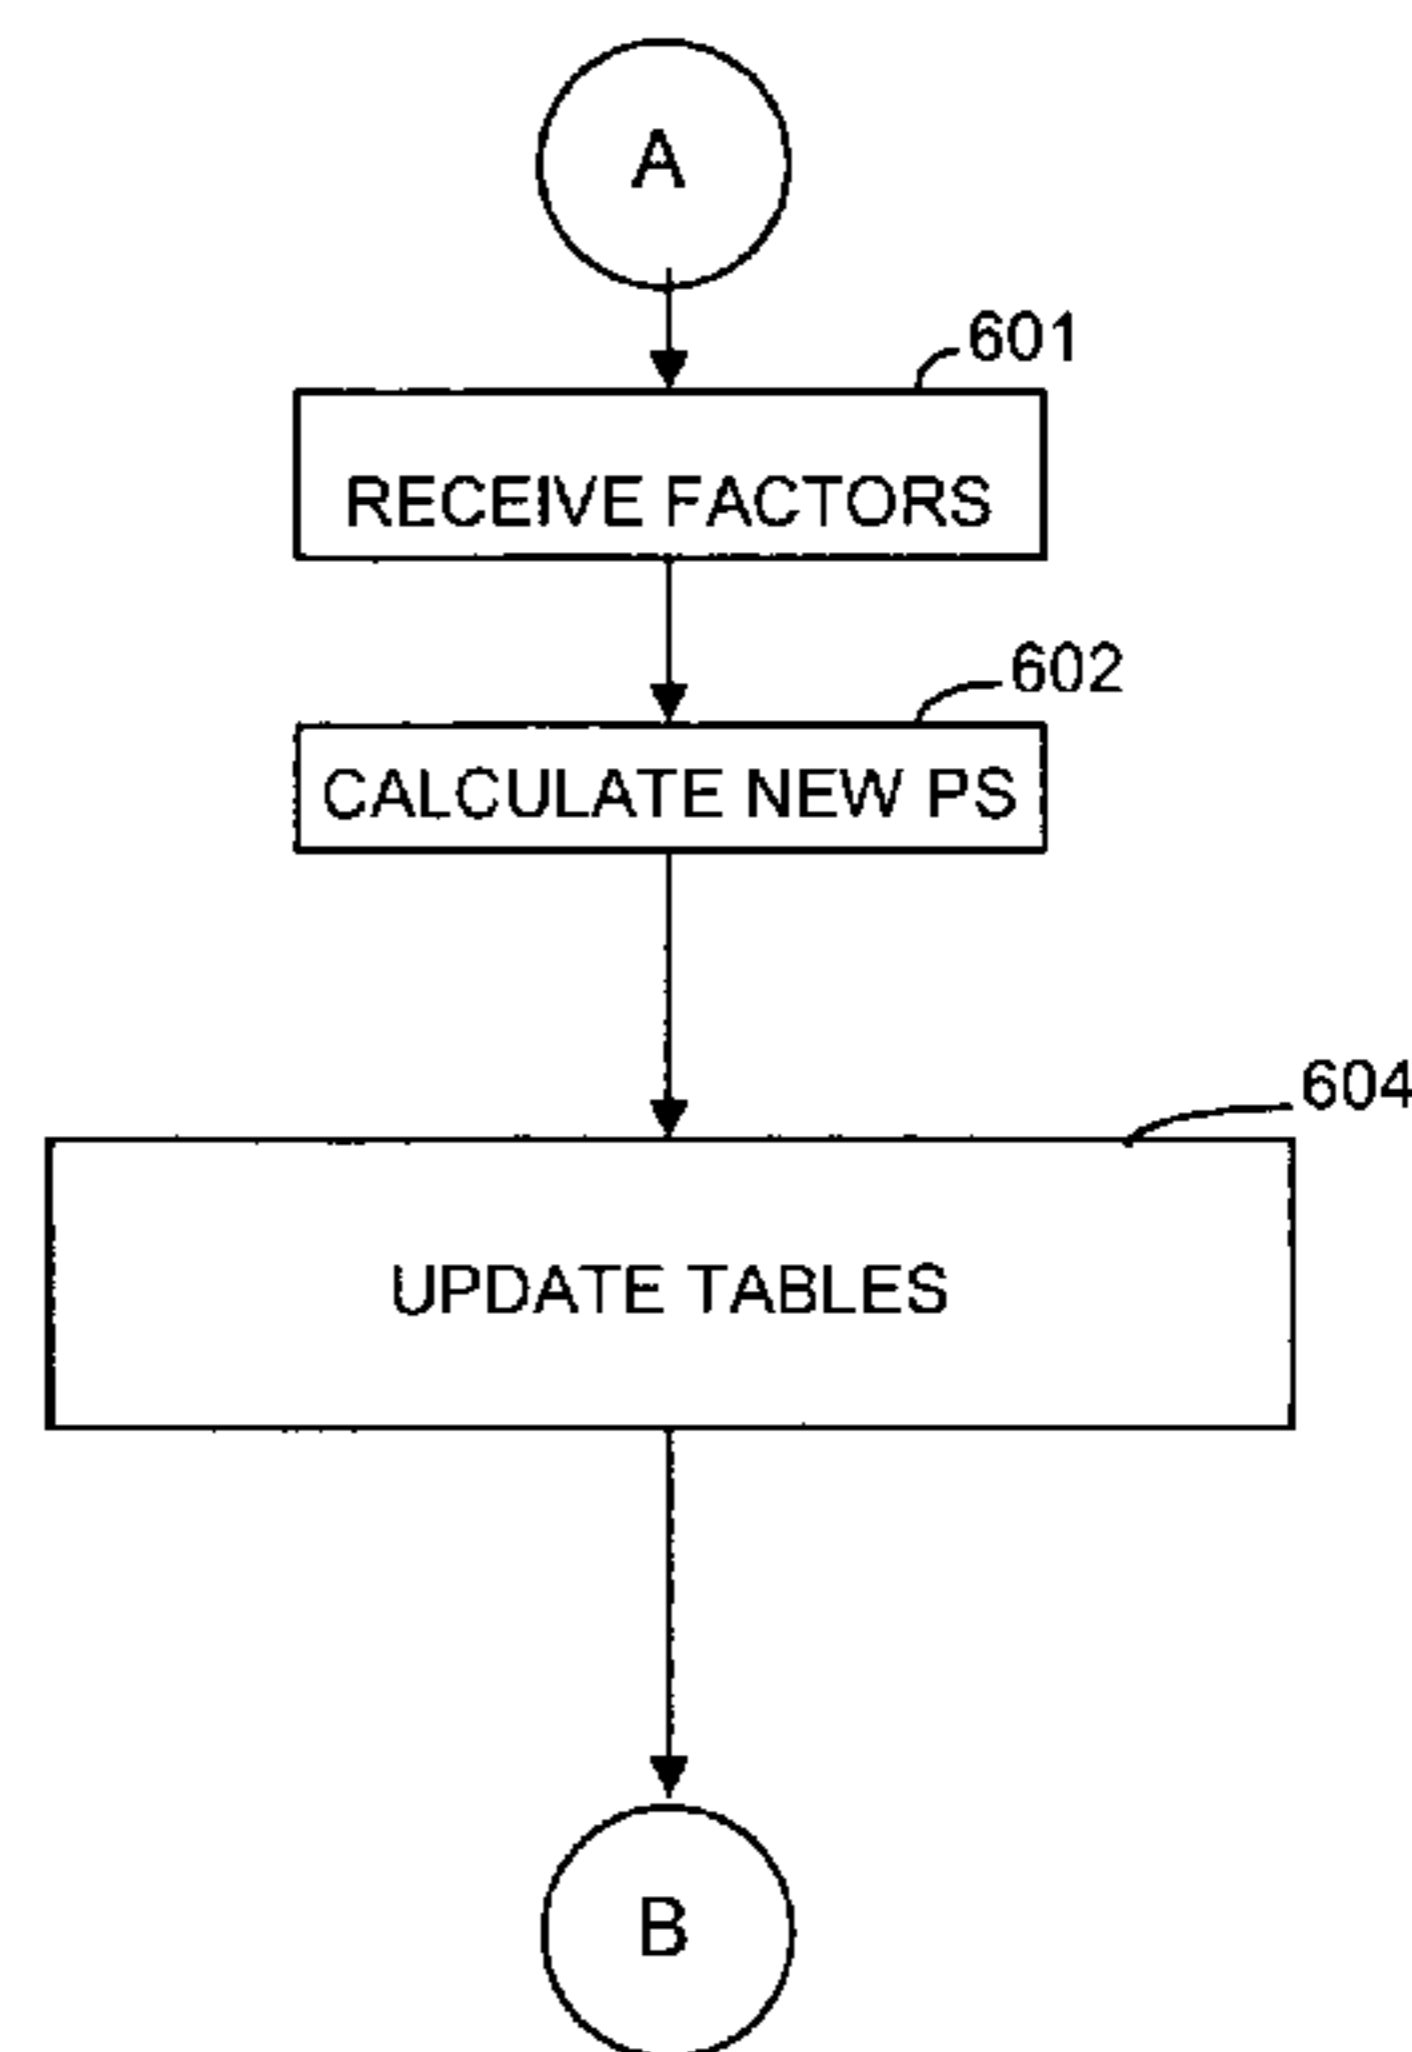 A
601
RECEIVE FACTORS
602
CALCULATE NEW PS
604
UPDATE TABLES
B